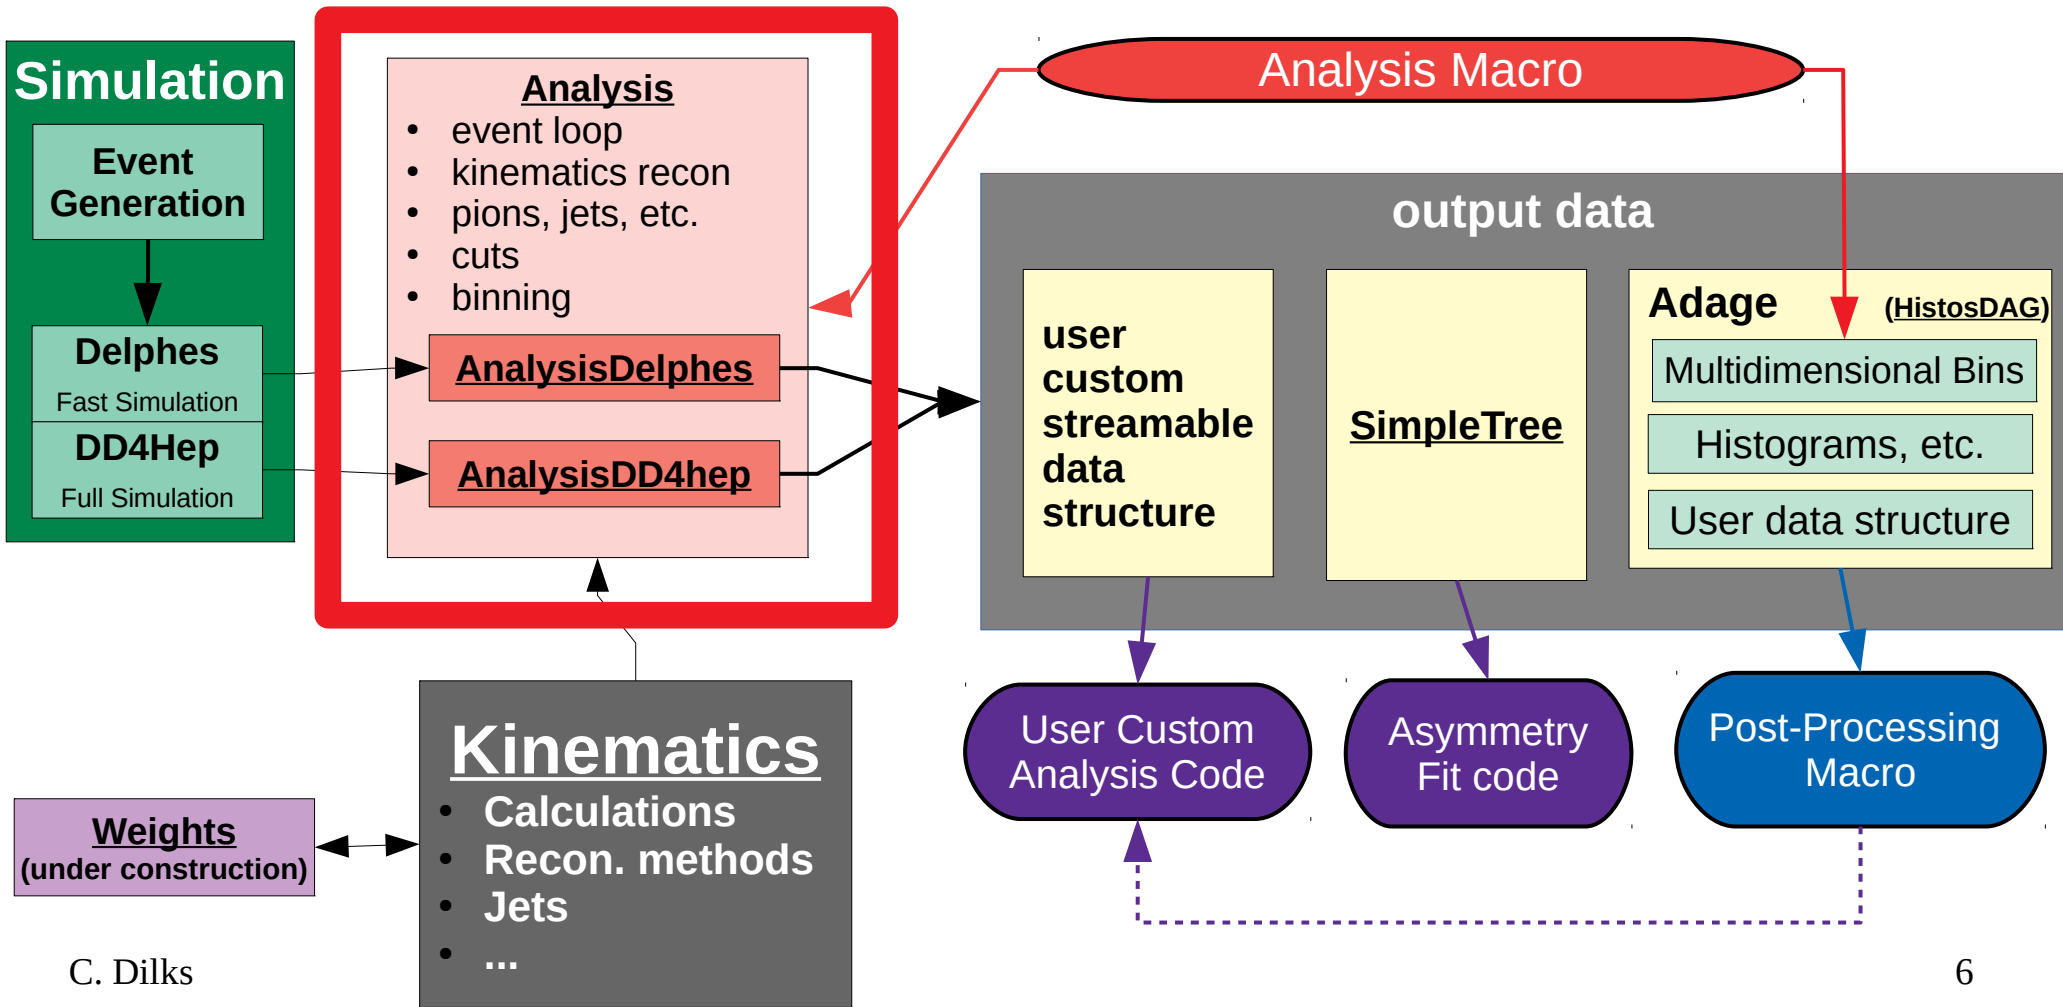 Simulation
Event
Generation
Delphes
Fast Simulation
DD4Hep
Full Simulation
Analysis
• event loop
• kinematics recon
• pions, jets, etc.
• cuts
• binning
AnalysisDelphes
AnalysisDD4hep
Analysis Macro
output data
user
custom
streamable
data
structure
SimpleTree
Adage (HistosDAG)
Multidimensional Bins
Histograms, etc.
User data structure
Kinematics
• Calculations
• Recon. methods
• Jets
• ...
Weights
(under construction)
User Custom
Analysis Code
Asymmetry
Fit code
Post-Processing
Macro
C. Dilks
6